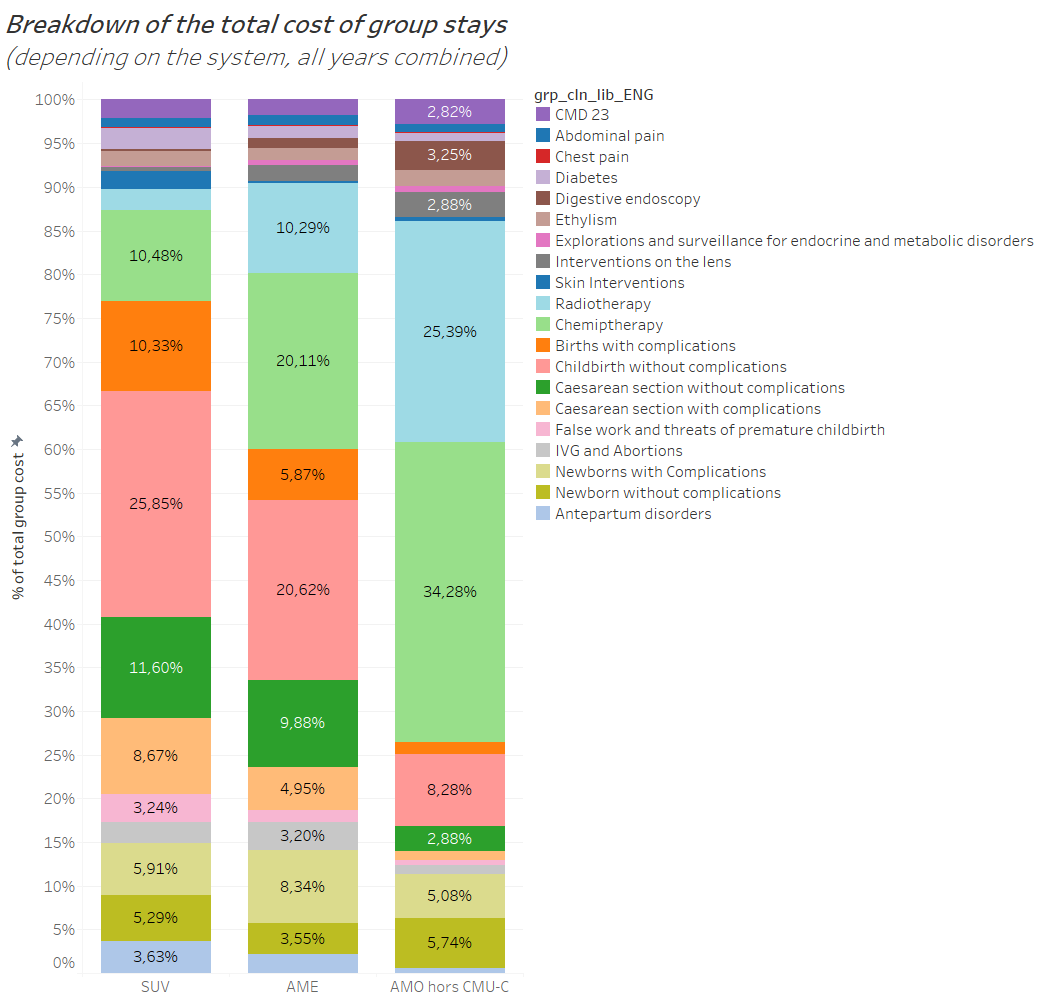 Breakdown of the total cost of group stays
(depending on the system, all years combined)
grp_cln_lib_ENG
CMD 23
Abdominal pain
Chest pain
Diabetes
Digestive endoscopy
Ethylism
Explorations and surveillance for endocrine and metabolic disorders
Interventions on the lens
Skin Interventions
Radiotherapy
Chemiptherapy
Births with complications
Childbirth without complications
Caesarean section without complications
Caesarean section with complications
False work and threats of premature childbirth
IVG and Abortions
Newborns with Complications
Newborn without complications
Antepartum disorders
% of total group cost
100%
95%
90%
85%
80%
75%
70%
65%
60%
55%
50%
45%
40%
35%
30%
25%
20%
15%
10%
5%
0%
10,48%
10,33%
25,85%
11,60%
8,67%
3,24%
5,91%
5,29%
3,63%
10,29%
20,11%
5,87%
20,62%
9,88%
4,95%
3,20%
8,34%
3,55%
2,82%
3,25%
2,88%
25,39%
34,28%
8,28%
2,88%
5,08%
5,74%
SUV
AME
AMO hors CMU-C